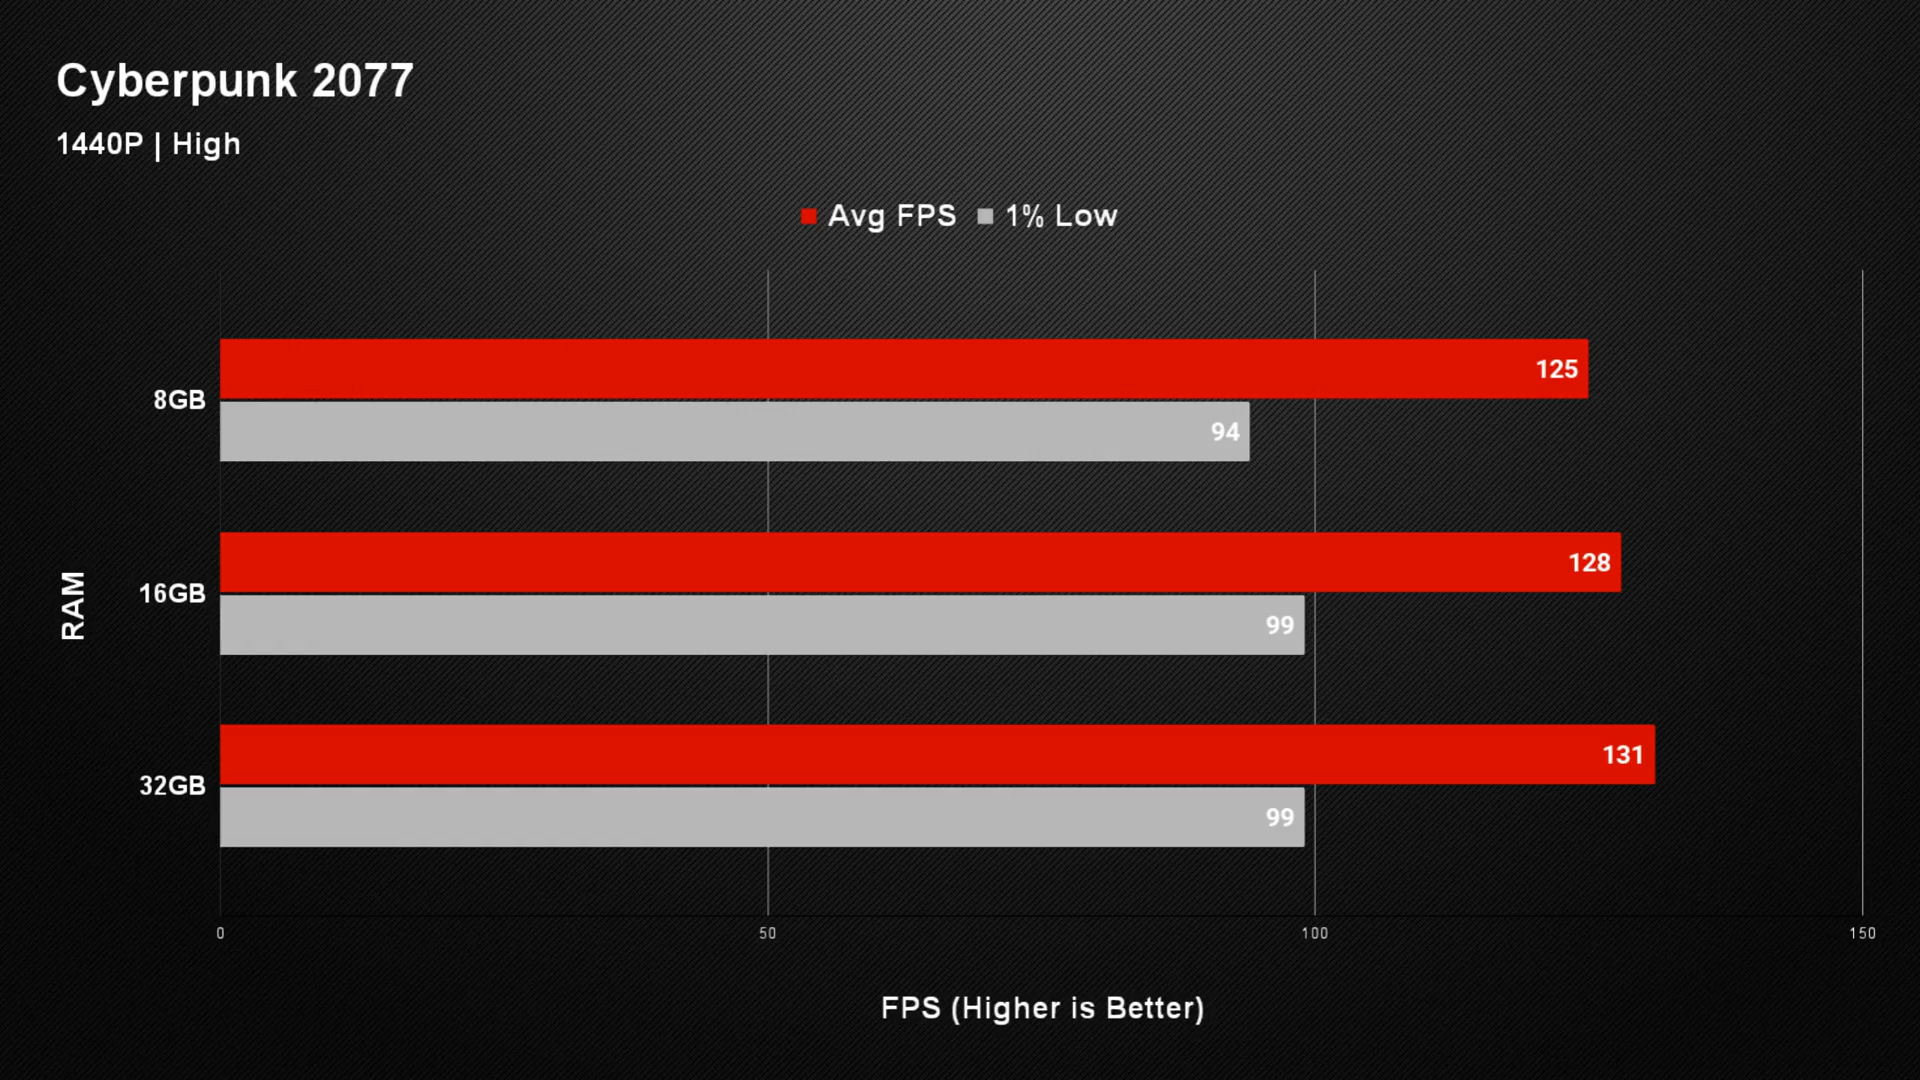 Cyberpunk 2077
1440P | High
Avg FPS 1% Low
8GB
125
94
16GB
128
99
32GB
131
99
RAM
0 50 100 150
FPS (Higher is Better)